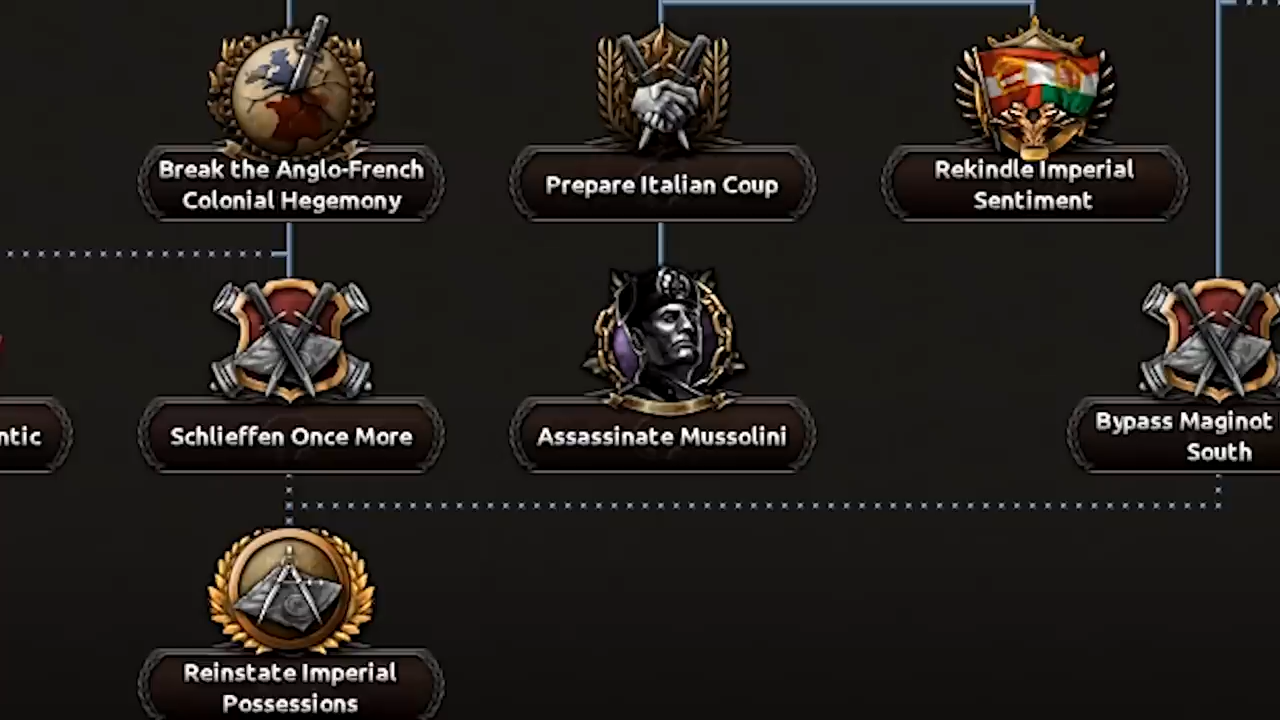 Break the Anglo-French
Colonial Hegemony
Prepare Italian Coup
Rekindle Imperial
Sentiment
ntic
Schlieffen Once More
Assassinate Mussolini
Bypass Maginot
South
Reinstate Imperial
Possessions